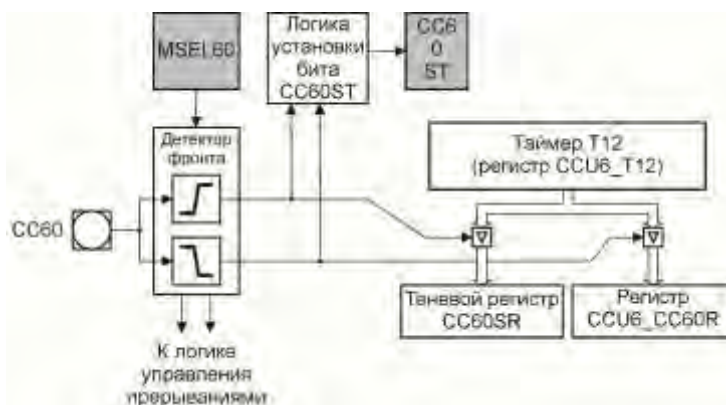 MSEL60
Логика
установки
бита
CC60ST
CC6
0
ST
Детектор
фронта
Таймер T12
(регистр CCU6_T12)
CC60
Теневой регистр
CC60SR
Регистр
CCU6_CC60R
К логике
управления
прерываниями